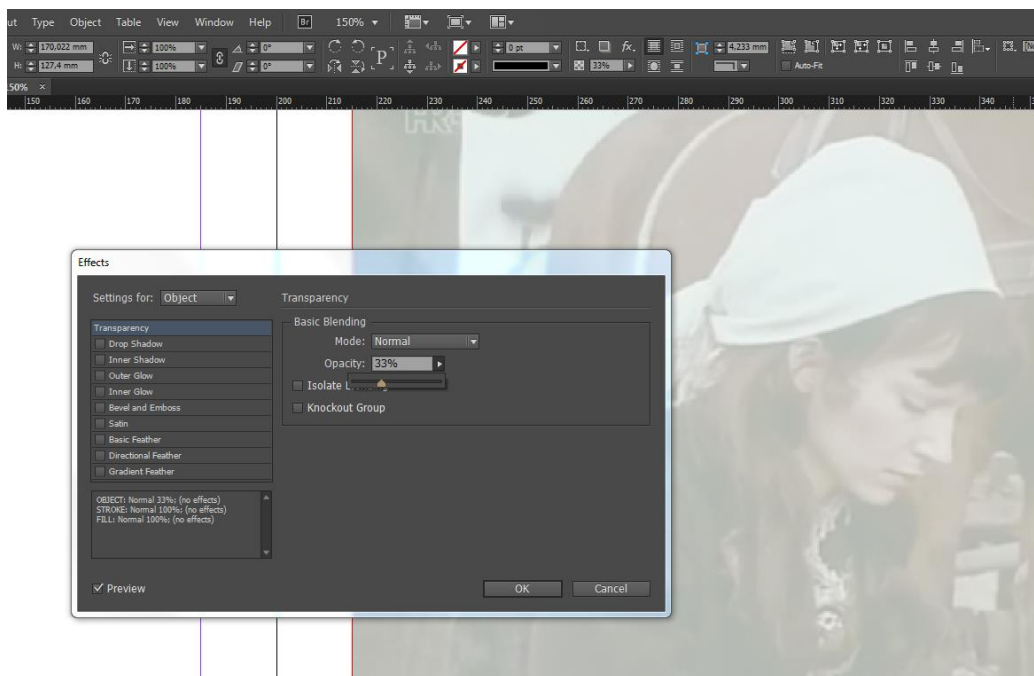 ut Type Object Table View Window Help Br 150%
W: 170,022 mm 100% 0° P 0 pt fx. 4,233 mm
H: 127,4 mm 100% 0° 33% Auto-Fit
50% ×
150 160 170 180 190 200 210 220 230 240 250 260 270 280 290 300 310 320 330 340
Effects
Settings for: Object Transparency
Transparency
Basic Blending
Mode: Normal
Drop Shadow
Inner Shadow
Opacity: 33%
Outer Glow
Isolate
Inner Glow
Bevel and Emboss
Knockout Group
Satin
Basic Feather
Directional Feather
Gradient Feather
OBJECT: Normal 33%; (no effects)
STROKE: Normal 100%; (no effects)
FILL: Normal 100%; (no effects)
Preview OK Cancel